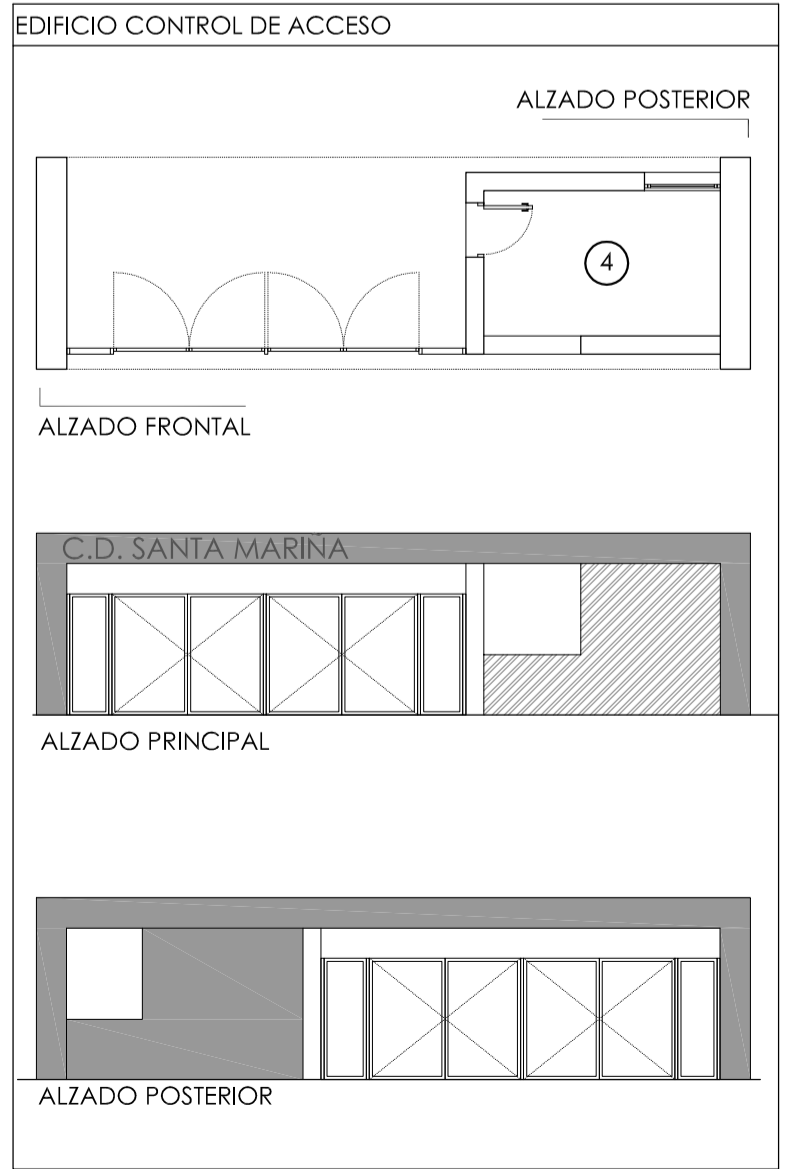 EDIFICIO CONTROL DE ACCESO
ALZADO POSTERIOR
4
ALZADO FRONTAL
C.D. SANTA MARIÑA
ALZADO PRINCIPAL
ALZADO POSTERIOR